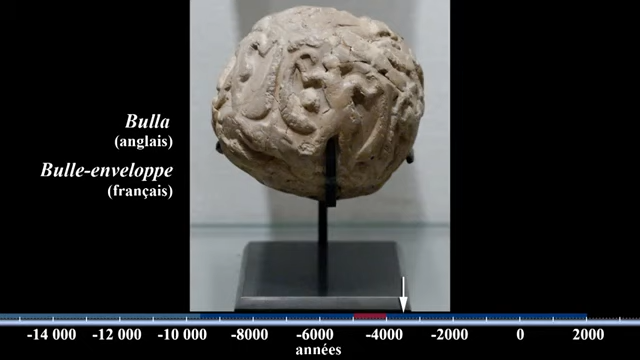 Bulla
(anglais)
Bulle-enveloppe
(français)
-14 000 -12 000 -10 000 -8000 -6000 -4000 -2000 0 2000
années